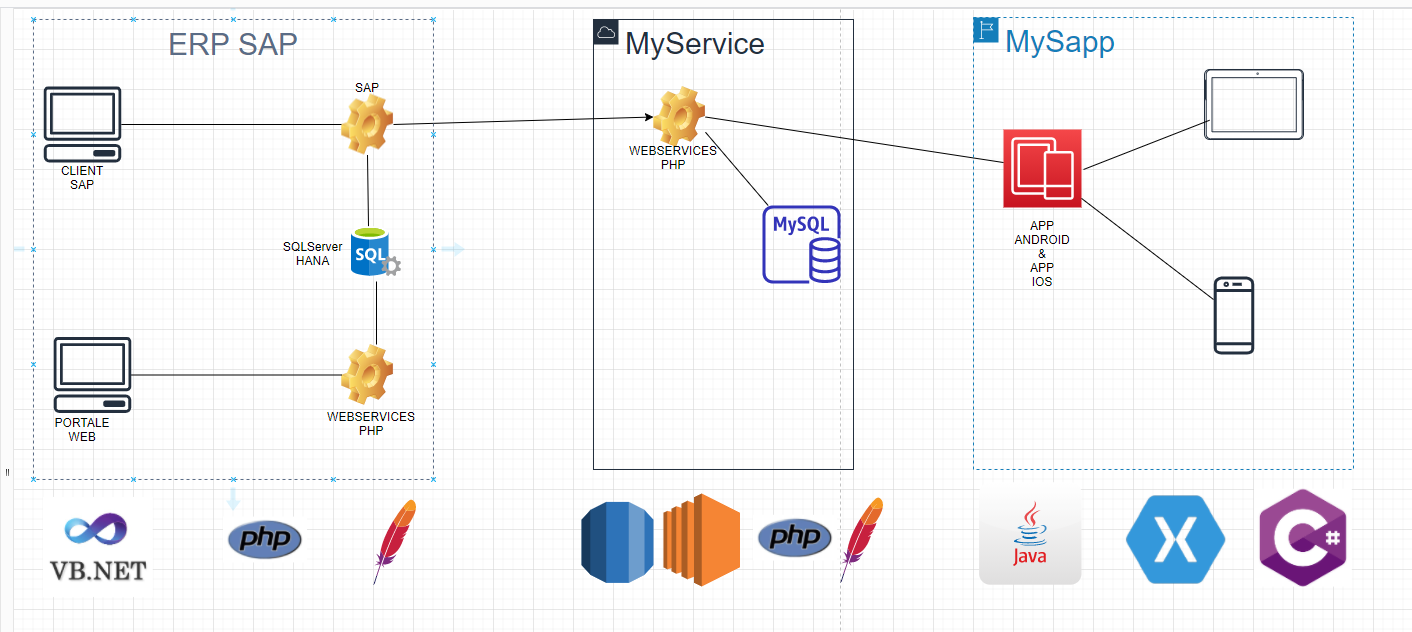 ERP SAP
CLIENT
SAP
SAP
SQLServer
HANA
SQL
PORTALE
WEB
WEBSERVICES
PHP
MyService
WEBSERVICES
PHP
MySQL
MySapp
APP
ANDROID
&
APP
IOS
VB.NET
php
php
Java
X
C#